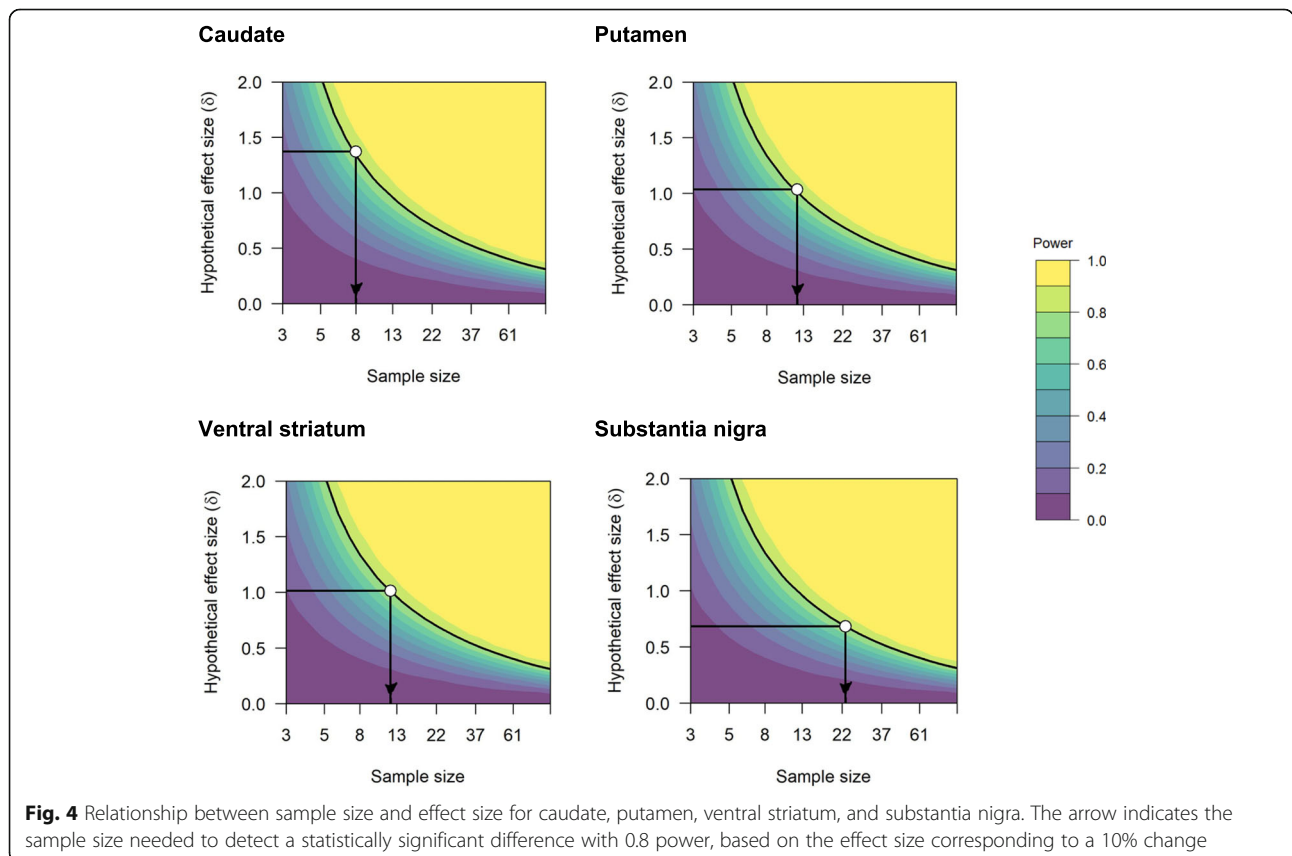 Caudate
Putamen
Hypothetical effect size (δ)
2.0
1.5
1.0
0.5
0.0
3 5 8 13 22 37 61
Sample size
Hypothetical effect size (δ)
2.0
1.5
1.0
0.5
0.0
3 5 8 13 22 37 61
Sample size
Power
1.0
0.8
0.6
0.4
0.2
0.0
Ventral striatum
Substantia nigra
Hypothetical effect size (δ)
2.0
1.5
1.0
0.5
0.0
3 5 8 13 22 37 61
Sample size
Hypothetical effect size (δ)
2.0
1.5
1.0
0.5
0.0
3 5 8 13 22 37 61
Sample size
Fig. 4 Relationship between sample size and effect size for caudate, putamen, ventral striatum, and substantia nigra. The arrow indicates the
sample size needed to detect a statistically significant difference with 0.8 power, based on the effect size corresponding to a 10% change